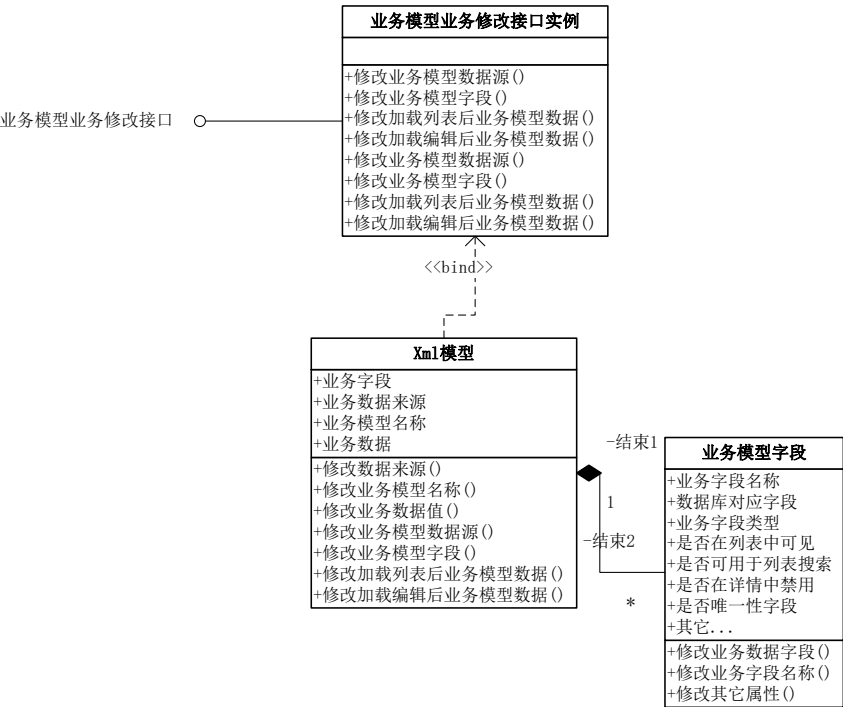 业务模型业务修改接口实例
+修改业务模型数据源()
+修改业务模型字段()
+修改加载列表后业务模型数据()
+修改加载编辑后业务模型数据()
+修改业务模型数据源()
+修改业务模型字段()
+修改加载列表后业务模型数据()
+修改加载编辑后业务模型数据()
业务模型业务修改接口
<<bind>>
Xml模型
+业务字段
+业务数据来源
+业务模型名称
+业务数据
+修改数据来源()
+修改业务模型名称()
+修改业务数据值()
+修改业务模型数据源()
+修改业务模型字段()
+修改加载列表后业务模型数据()
+修改加载编辑后业务模型数据()
-结束1
1
-结束2
*
业务模型字段
+业务字段名称
+数据库对应字段
+业务字段类型
+是否在列表中可见
+是否可用于列表搜索
+是否在详情中禁用
+是否唯一性字段
+其它...
+修改业务数据字段()
+修改业务字段名称()
+修改其它属性()